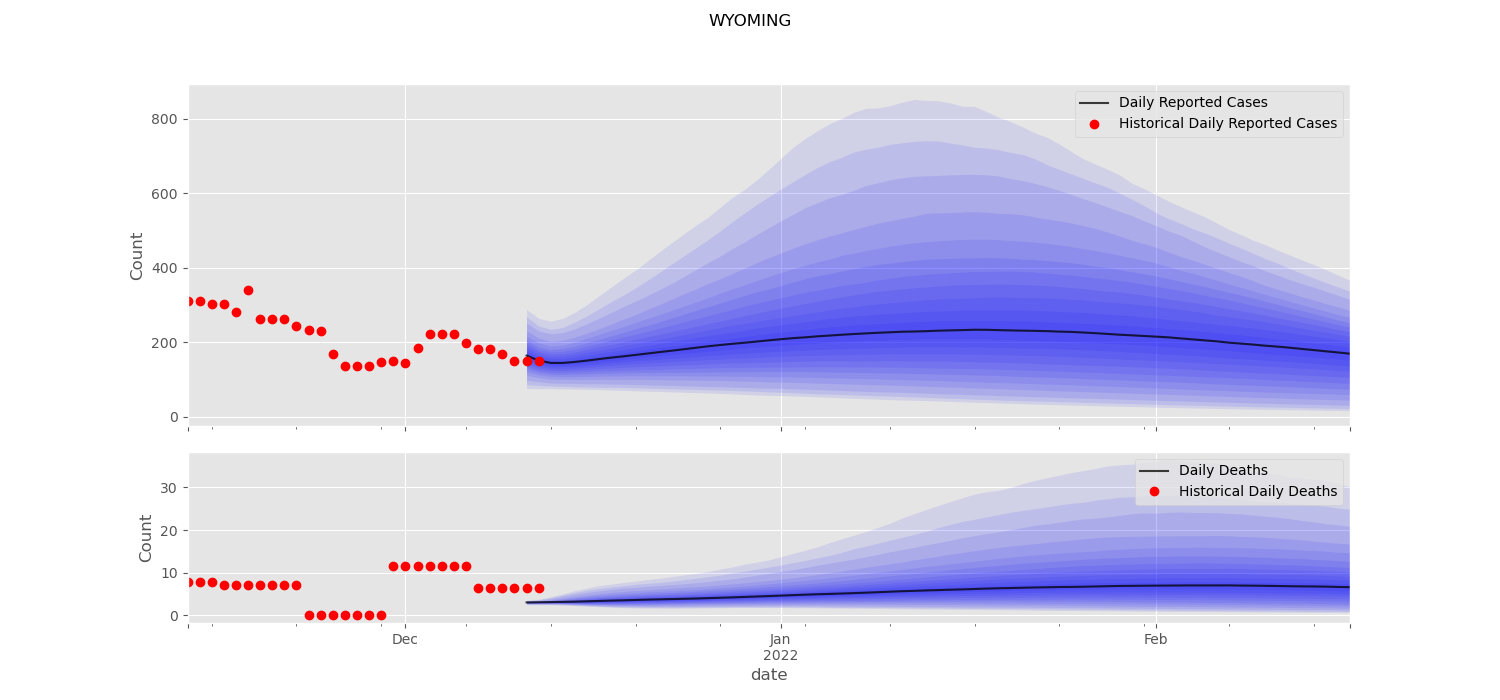 WYOMING
Daily Reported Cases
Historical Daily Reported Cases
800
600
400
200
0
Count
Daily Deaths
Historical Daily Deaths
30
20
10
0
Count
Dec
Jan
2022
Feb
date